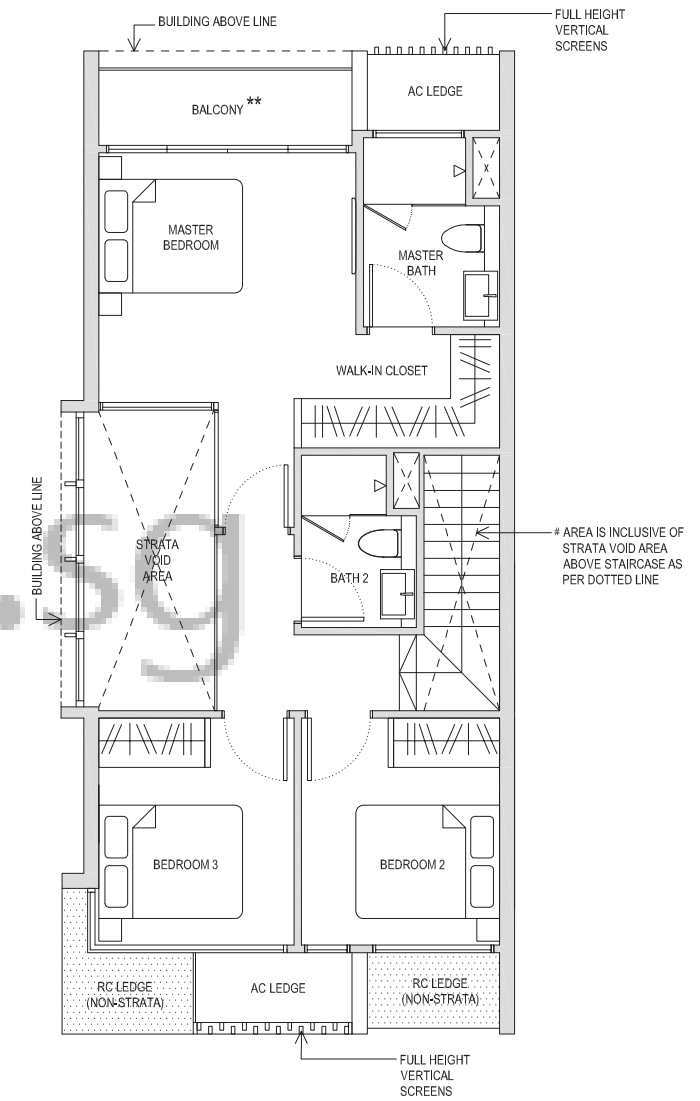 BUILDING ABOVE LINE
FULL HEIGHT
VERTICAL
SCREENS
AC LEDGE
BALCONY **
MASTER
BEDROOM
MASTER
BATH
WALK-IN CLOSET
BUILDING ABOVE LINE
STRATA
VOID
AREA
# AREA IS INCLUSIVE OF
STRATA VOID AREA
ABOVE STAIRCASE AS
PER DOTTED LINE
BATH 2
.sg
BEDROOM 3
BEDROOM 2
RC LEDGE
(NON-STRATA)
AC LEDGE
RC LEDGE
(NON-STRATA)
FULL HEIGHT
VERTICAL
SCREENS